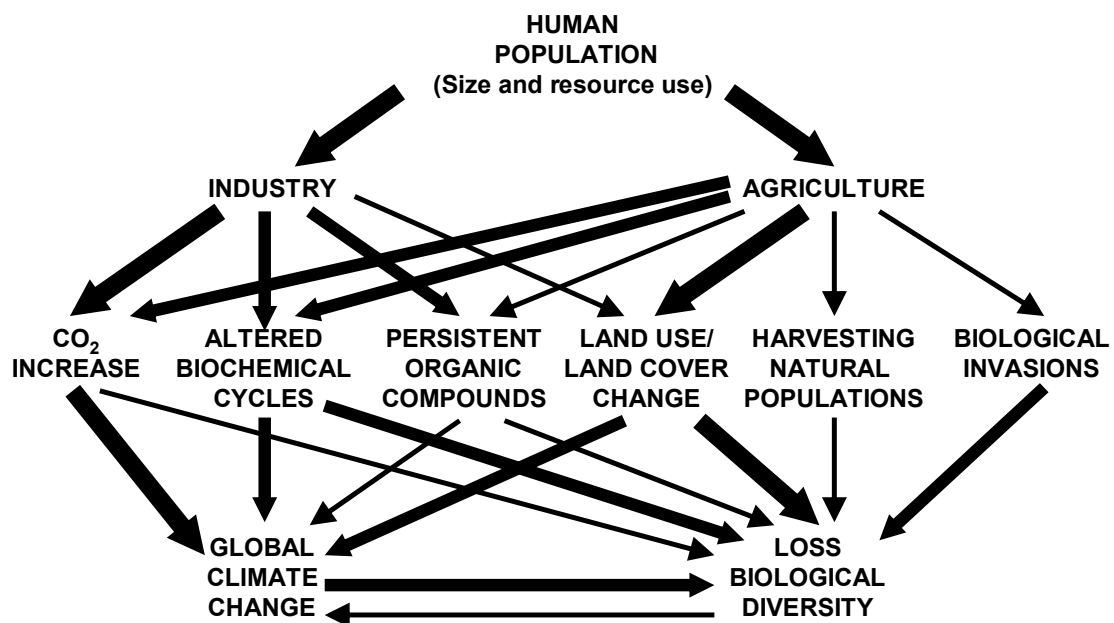 HUMAN
POPULATION
(Size and resource use)
INDUSTRY
AGRICULTURE
CO₂
INCREASE
ALTERED
BIOCHEMICAL
CYCLES
PERSISTENT
ORGANIC
COMPOUNDS
LAND USE/
LAND COVER
CHANGE
HARVESTING
NATURAL
POPULATIONS
BIOLOGICAL
INVASIONS
GLOBAL
CLIMATE
CHANGE
LOSS
BIOLOGICAL
DIVERSITY